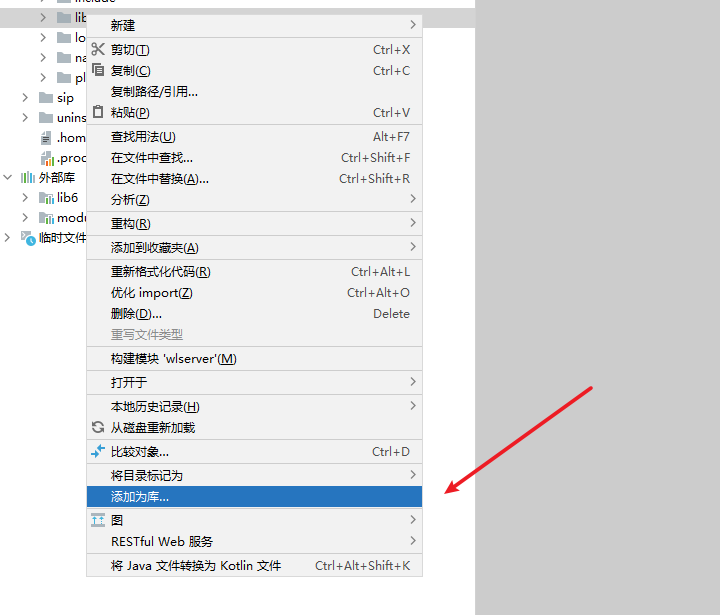 新建
剪切(T) Ctrl+X
复制(C) Ctrl+C
复制路径/引用...
粘贴(P) Ctrl+V
查找用法(U) Alt+F7
在文件中查找... Ctrl+Shift+F
在文件中替换(A)... Ctrl+Shift+R
分析(Z)
重构(R)
添加到收藏夹(A)
重新格式化代码(R) Ctrl+Alt+L
优化 import(Z) Ctrl+Alt+O
删除(D)... Delete
重写文件类型
构建模块 'wlserver'(M)
打开于
本地历史记录(H)
从磁盘重新加载
比较对象... Ctrl+D
将目录标记为
添加为库...
图
RESTful Web 服务
将 Java 文件转换为 Kotlin 文件 Ctrl+Alt+Shift+K
lib
lo
na
pl
sip
unins
.hom
.proc
外部库
lib6
modu
临时文件